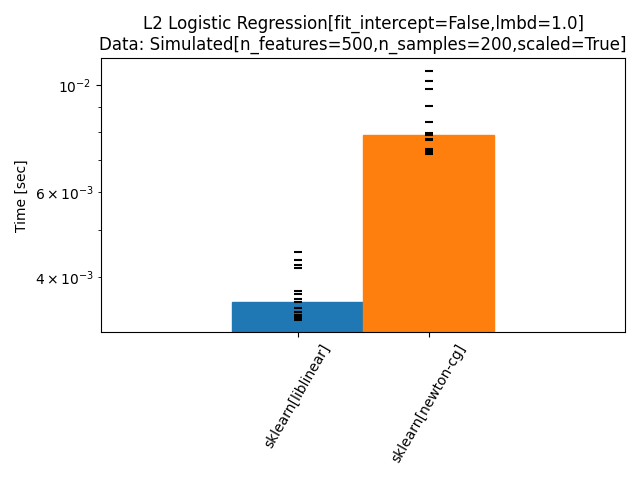 L2 Logistic Regression[fit_intercept=False,lmbd=1.0]
Data: Simulated[n_features=500,n_samples=200,scaled=True]
10⁻²
6 × 10⁻³
4 × 10⁻³
Time [sec]
sklearn[liblinear]
sklearn[newton-cg]